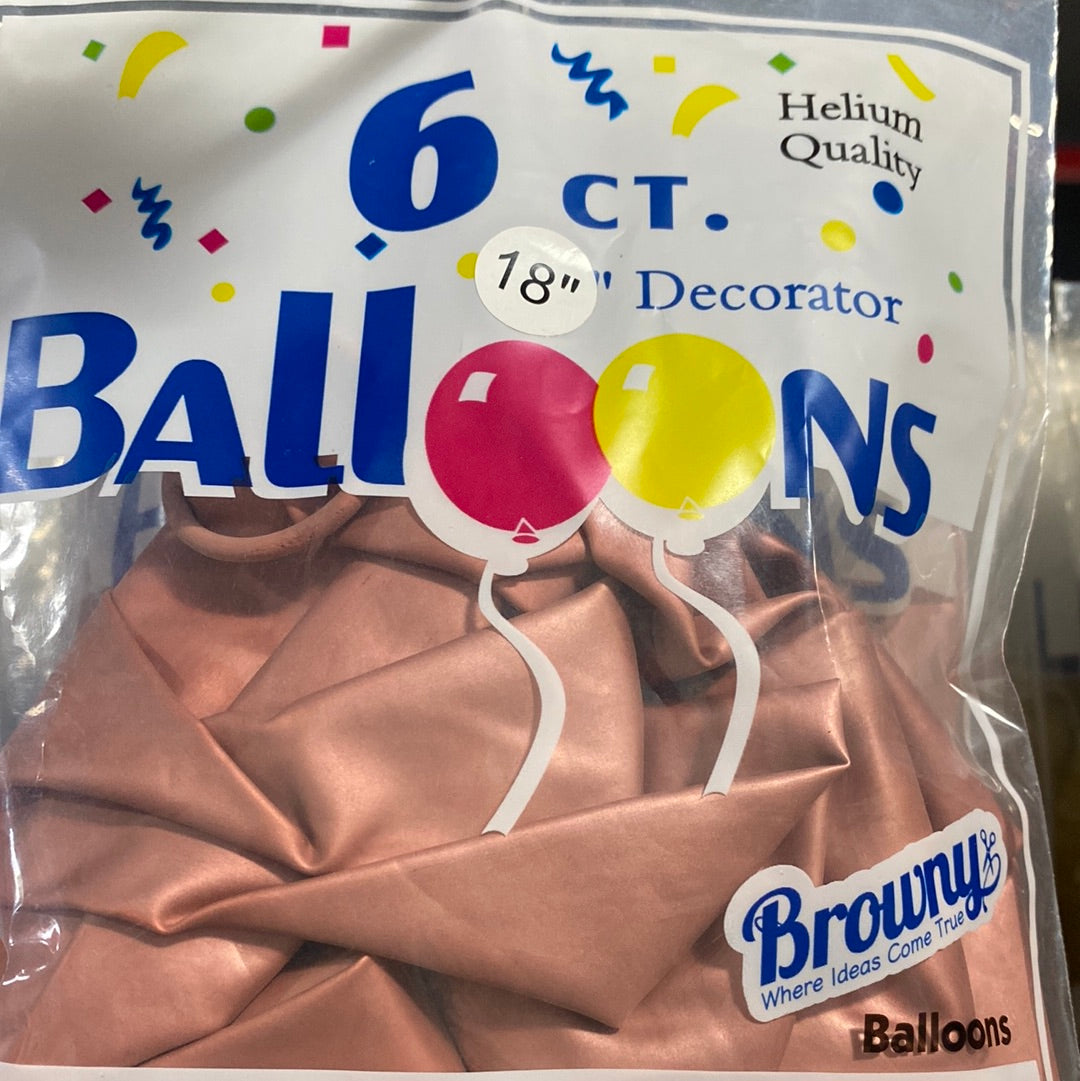 6 CT.
Helium
Quality
18" " Decorator
BAllOONS
Browny
Where Ideas Come True
Balloons